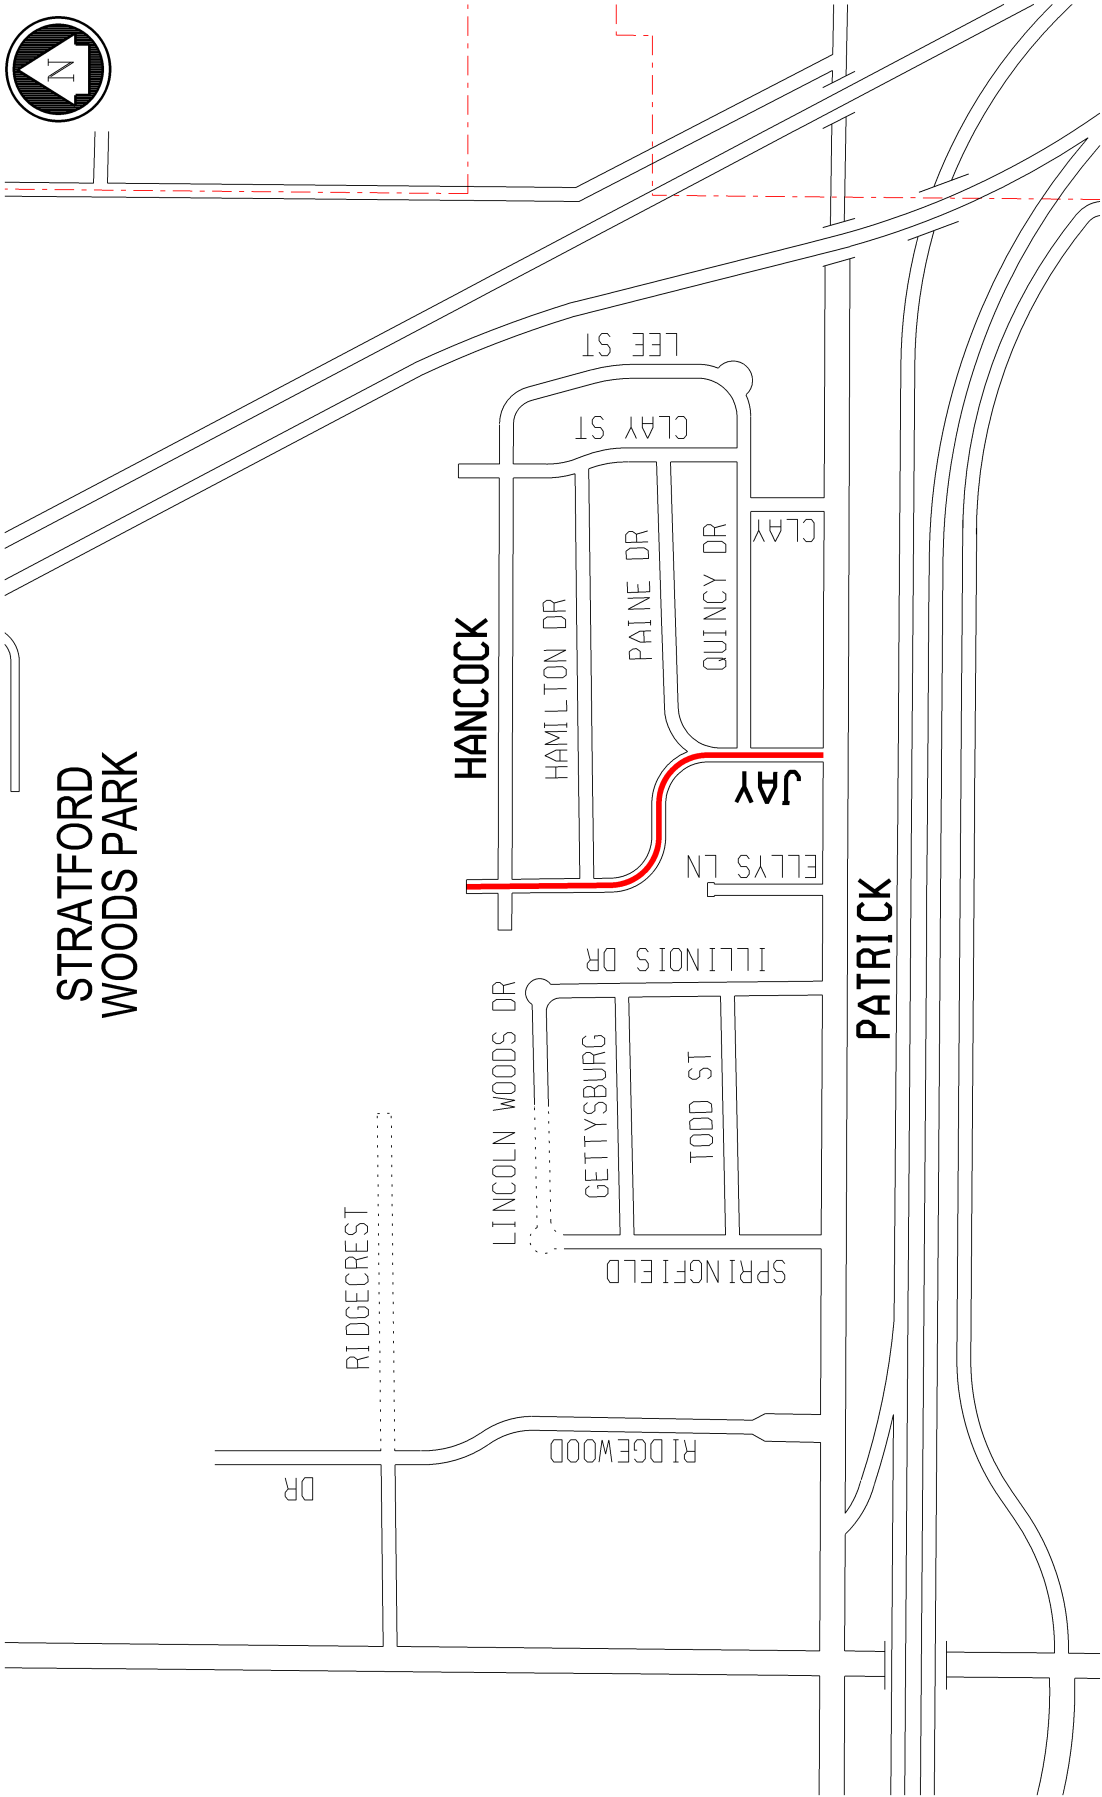 N
LEE ST
CLAY ST
CLAY
QUINCY DR
PAINE DR
HAMILTON DR
HANCOCK
JAY
STRATFORD
WOODS PARK
ELLYS LN
PATRICK
ILLINOIS DR
LINCOLN WOODS DR
GETTYSBURG
TODD ST
SPRINGFIELD
RIDGECREST
RIDGEWOOD
DR